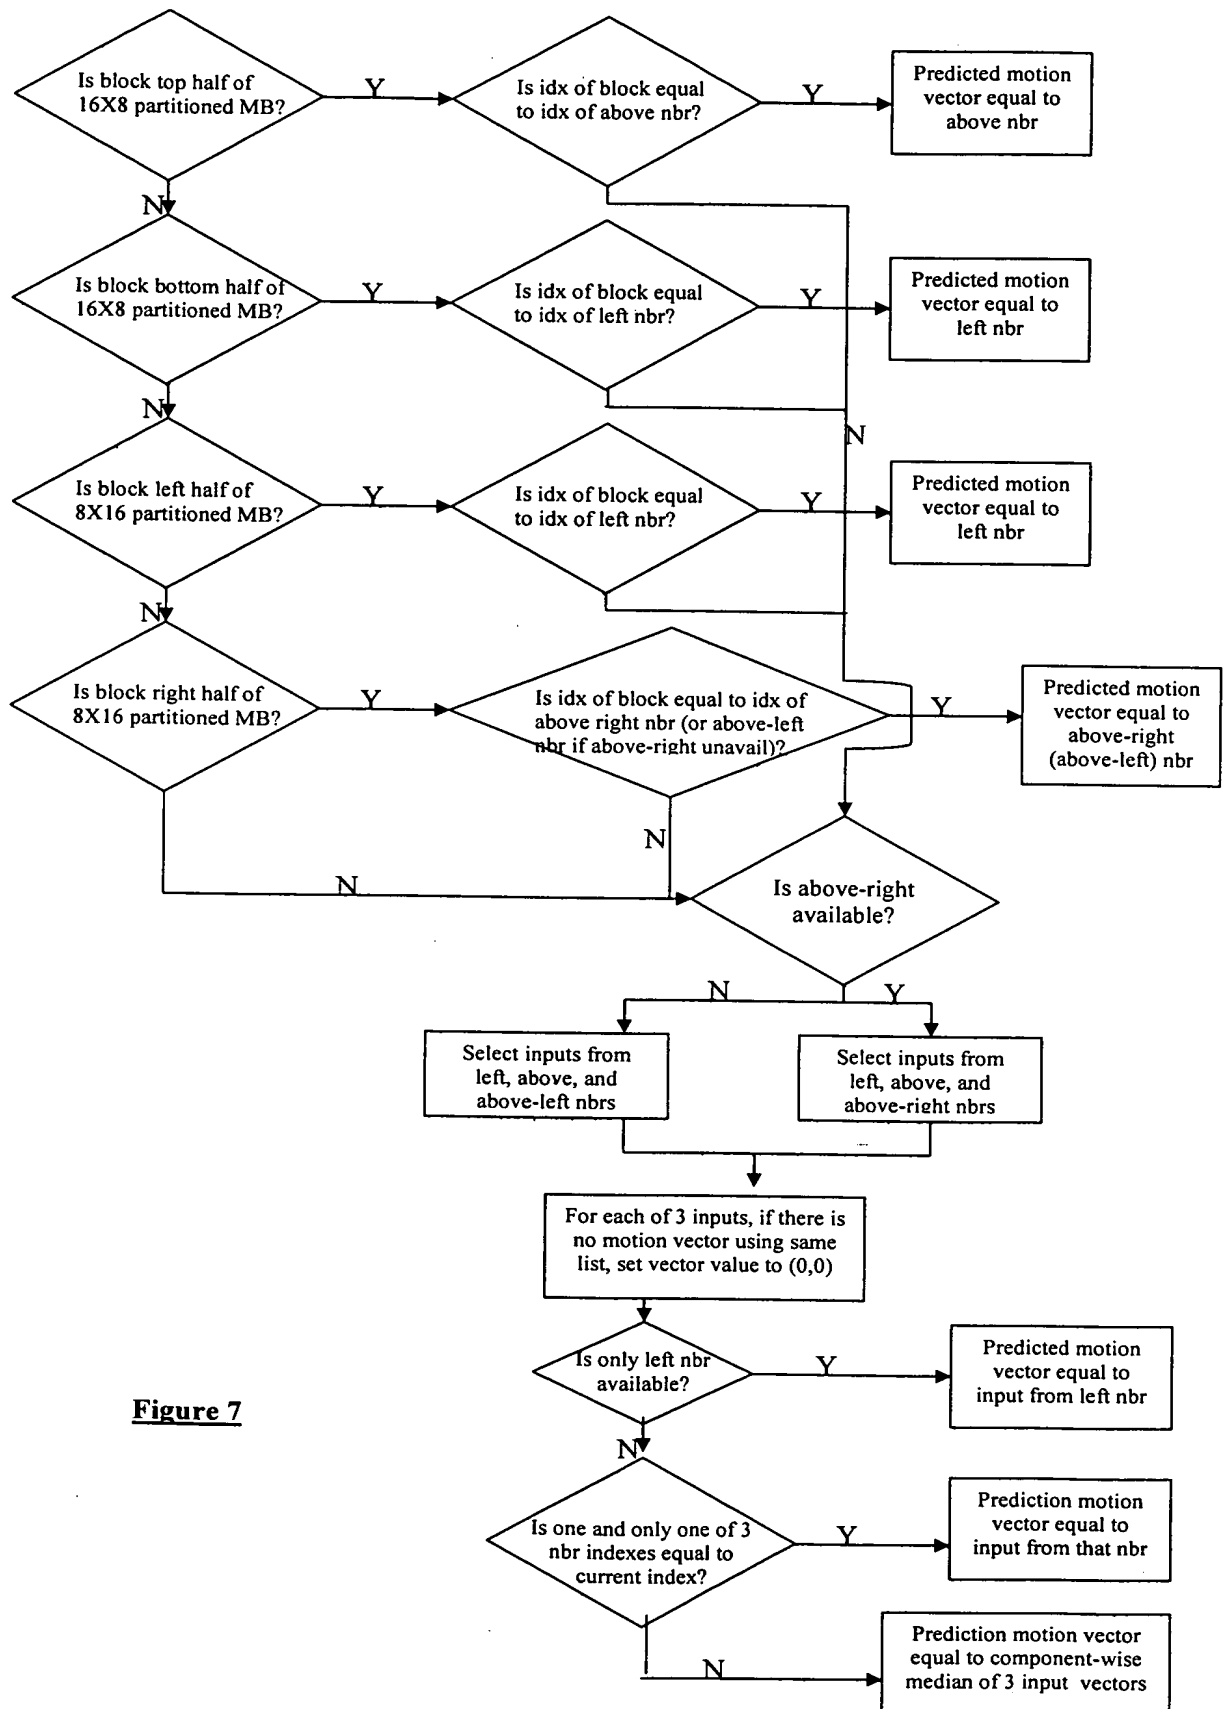 Is block top half of
16X8 partitioned MB?
Y
Is idx of block equal
to idx of above nbr?
Y
Predicted motion
vector equal to
above nbr
N
Is block bottom half of
16X8 partitioned MB?
Y
Is idx of block equal
to idx of left nbr?
Y
Predicted motion
vector equal to
left nbr
N
N
Is block left half of
8X16 partitioned MB?
Y
Is idx of block equal
to idx of left nbr?
Y
Predicted motion
vector equal to
left nbr
N
Is block right half of
8X16 partitioned MB?
Y
Is idx of block equal to idx of
above right nbr (or above-left
nbr if above-right unavail)?
Y
Predicted motion
vector equal to
above-right
(above-left) nbr
N
N
Is above-right
available?
N
Y
Select inputs from
left, above, and
above-left nbrs
Select inputs from
left, above, and
above-right nbrs
For each of 3 inputs, if there is
no motion vector using same
list, set vector value to (0,0)
Is only left nbr
available?
Y
Predicted motion
vector equal to
input from left nbr
Figure 7
N
Is one and only one of 3
nbr indexes equal to
current index?
Y
Prediction motion
vector equal to
input from that nbr
N
Prediction motion vector
equal to component-wise
median of 3 input vectors